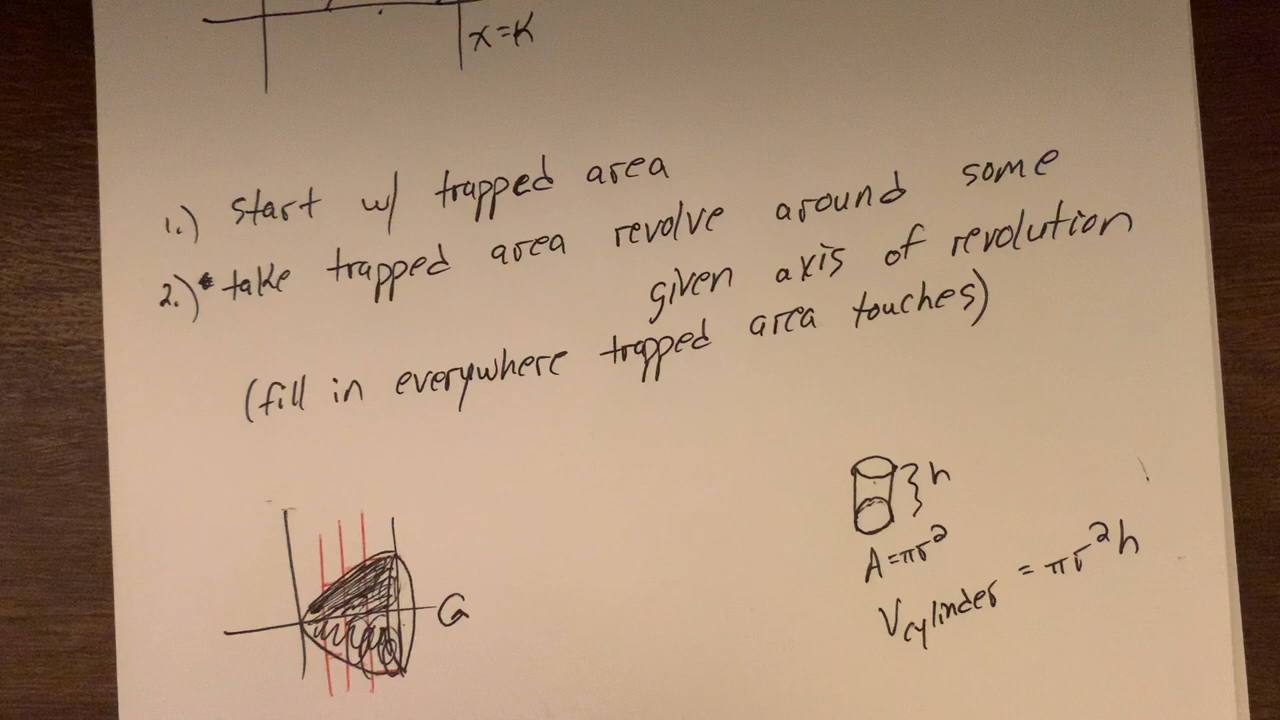 x=K
1.) start w/ trapped area
2.) * take trapped area revolve around some
given axis of revolution
(fill in everywhere trapped area touches)
h
A=πr²
V cylinder = πr²h